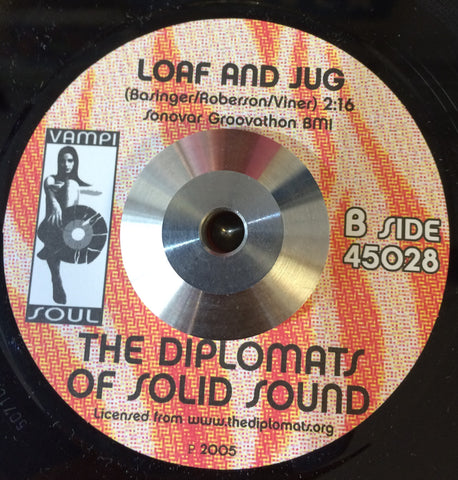 LOAF AND JUG
(Basinger/Roberson/Viner) 2:16
Sonovar Groovathon BMI
VAMPI
SOUL
B SIDE
45028
THE DIPLOMATS
OF SOLID SOUND
Licensed from www.thediplomats.org
P 2005